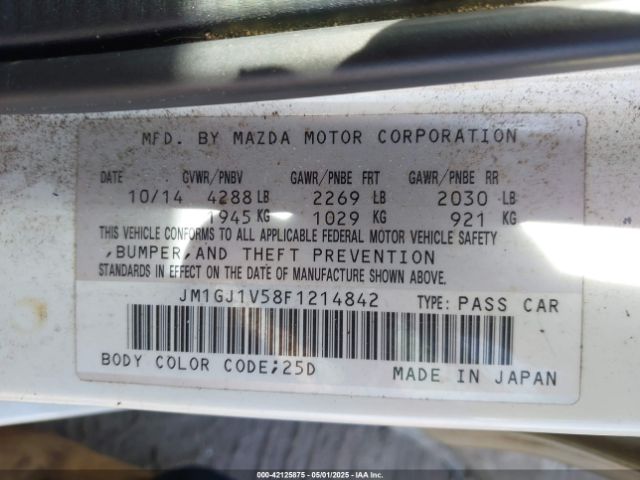 MFD. BY MAZDA MOTOR CORPORATION
DATE GVWR/PNBV GAWR/PNBE FRT GAWR/PNBE RR
10/14 4288 LB 2269 LB 2030 LB
1945 KG 1029 KG 921 KG
THIS VEHICLE CONFORMS TO ALL APPLICABLE FEDERAL MOTOR VEHICLE SAFETY
,BUMPER,AND THEFT PREVENTION
STANDARDS IN EFFECT ON THE DATE OF MANUFACTURE SHOWN ABOVE.
JM1GJ1V58F1214842 TYPE: PASS CAR
BODY COLOR CODE;25D MADE IN JAPAN
000-42125875 - 05/01/2025 - IAAI